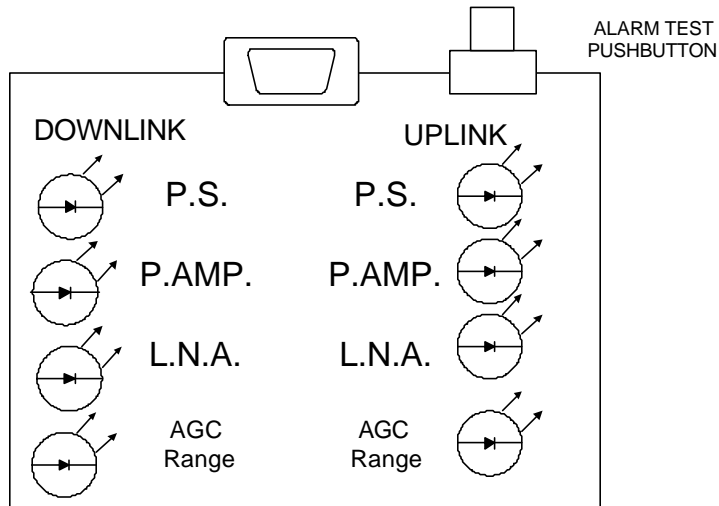 ALARM TEST
PUSHBUTTON
DOWNLINK
UPLINK
P.S.
P.S.
P.AMP.
P.AMP.
L.N.A.
L.N.A.
AGC
Range
AGC
Range